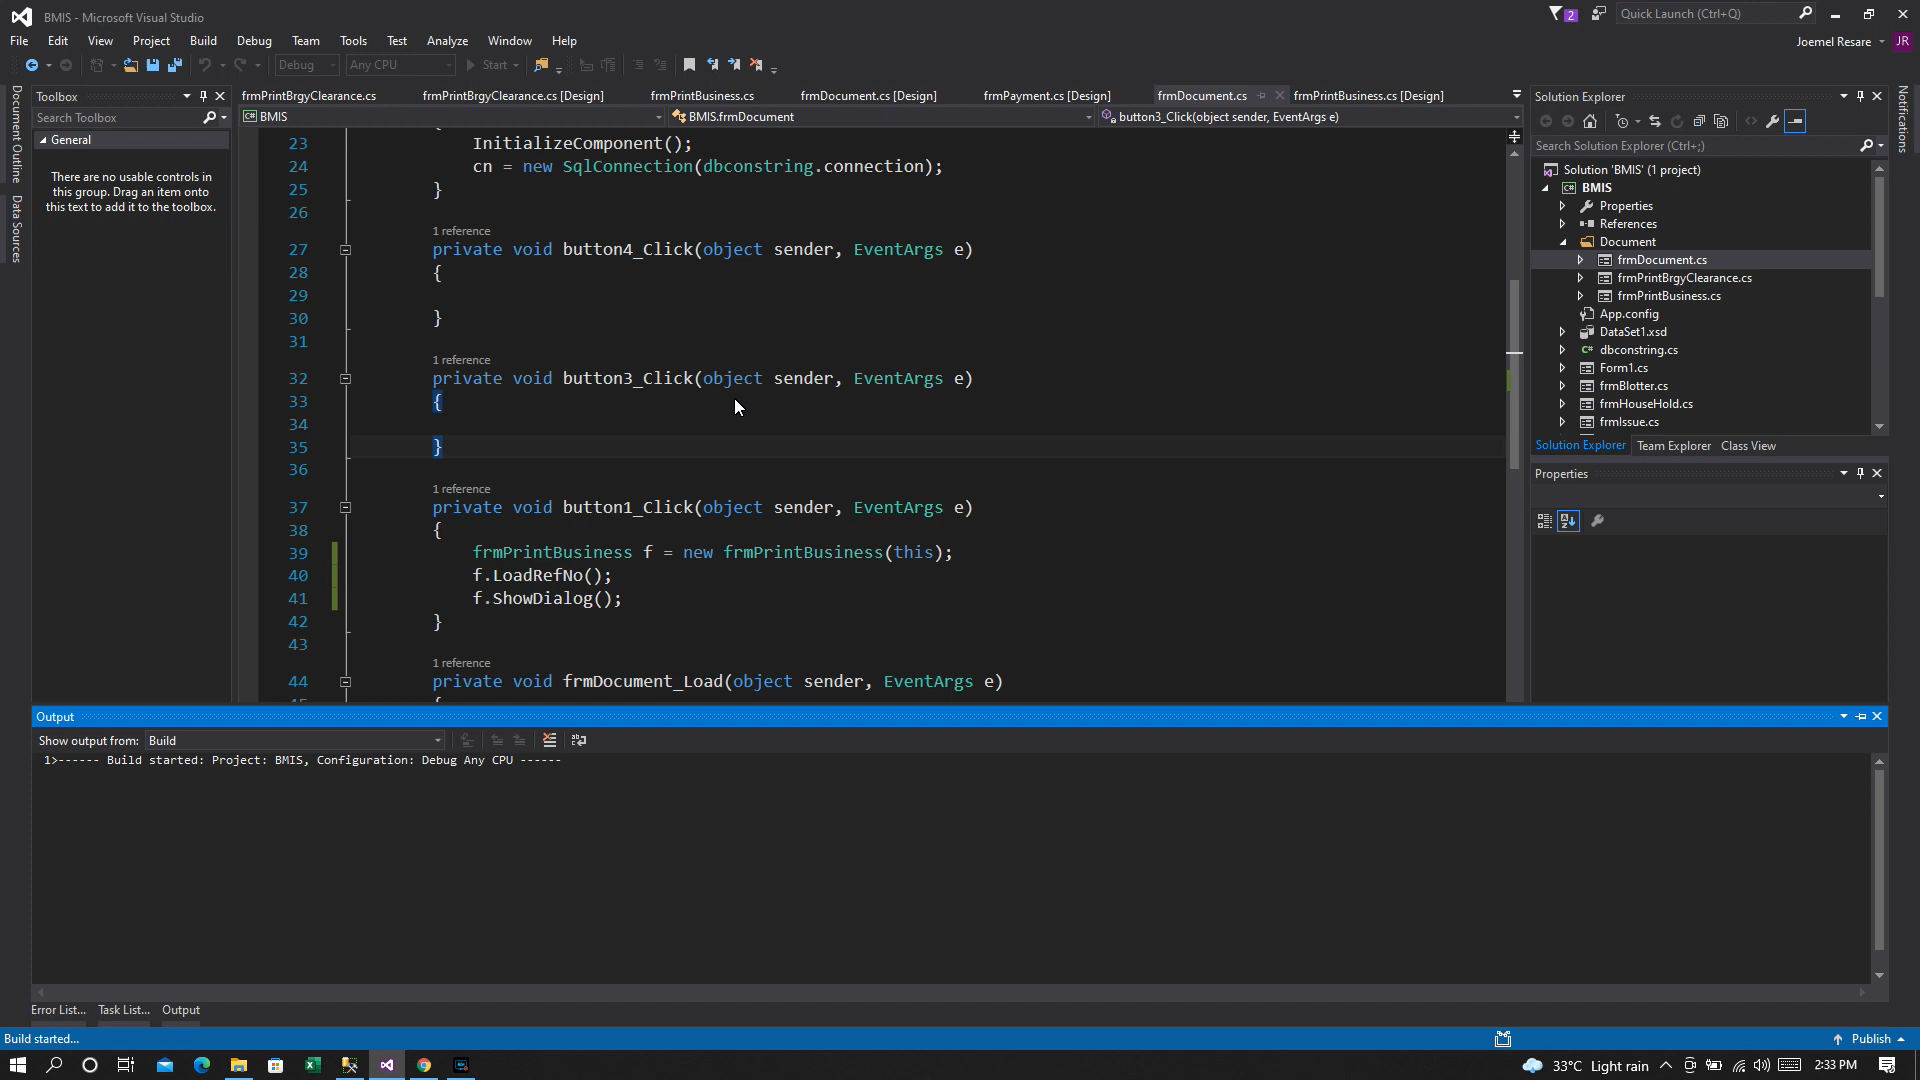 BMIS - Microsoft Visual Studio
2
Quick Launch (Ctrl+Q)
File Edit View Project Build Debug Team Tools Test Analyze Window Help
Joemel Resare JR
Debug Any CPU Start
Document Outline
Data Sources
Toolbox
Search Toolbox
General
There are no usable controls in
this group. Drag an item onto
this text to add it to the toolbox.
frmPrintBrgyClearance.cs frmPrintBrgyClearance.cs [Design] frmPrintBusiness.cs frmDocument.cs [Design] frmPayment.cs [Design] frmDocument.cs frmPrintBusiness.cs [Design]
BMIS BMIS.frmDocument button3_Click(object sender, EventArgs e)
{
23 InitializeComponent();
24 cn = new SqlConnection(dbconstring.connection);
25 }
26
1 reference
27 private void button4_Click(object sender, EventArgs e)
28 {
29
30 }
31
1 reference
32 private void button3_Click(object sender, EventArgs e)
33 {
34
35 }
36
1 reference
37 private void button1_Click(object sender, EventArgs e)
38 {
39 frmPrintBusiness f = new frmPrintBusiness(this);
40 f.LoadRefNo();
41 f.ShowDialog();
42 }
43
1 reference
44 private void frmDocument_Load(object sender, EventArgs e)
45 {
Solution Explorer
Search Solution Explorer (Ctrl+;)
Solution 'BMIS' (1 project)
C# BMIS
Properties
References
Document
frmDocument.cs
frmPrintBrgyClearance.cs
frmPrintBusiness.cs
App.config
DataSet1.xsd
C# dbconstring.cs
Form1.cs
frmBlotter.cs
frmHouseHold.cs
frmIssue.cs
Solution Explorer Team Explorer Class View
Properties
Notifications
Output
Show output from: Build
1>------ Build started: Project: BMIS, Configuration: Debug Any CPU ------
Error List... Task List... Output
Build started...
Publish
33°C Light rain
2:33 PM